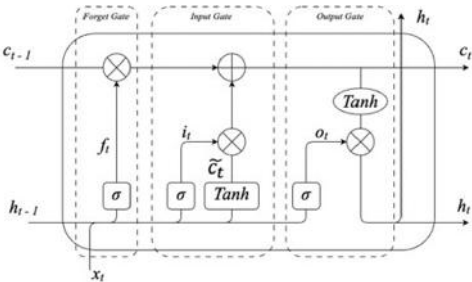 Forget Gate Input Gate Output Gate h_t
c_{t-1} c_t
Tanh
f_t i_t o_t
c̃_t
σ σ Tanh σ
h_{t-1} h_t
x_t